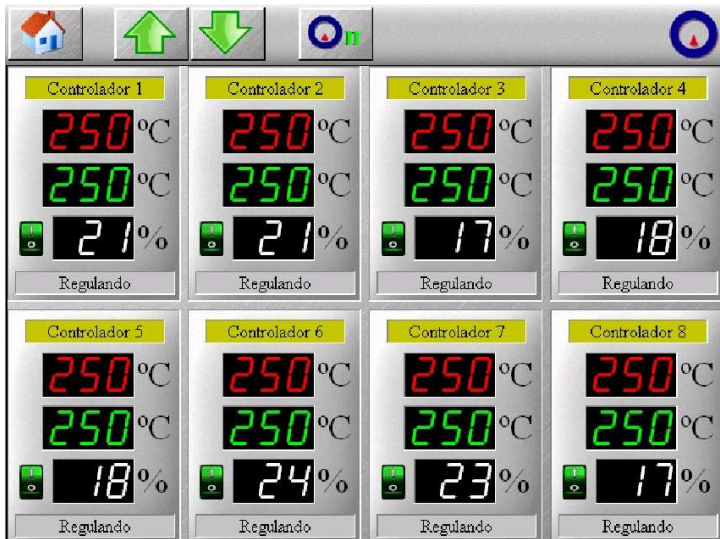 n
Controlador 1
250 ºC
250 ºC
21 %
Regulando
Controlador 2
250 ºC
250 ºC
21 %
Regulando
Controlador 3
250 ºC
250 ºC
17 %
Regulando
Controlador 4
250 ºC
250 ºC
18 %
Regulando
Controlador 5
250 ºC
250 ºC
18 %
Regulando
Controlador 6
250 ºC
250 ºC
24 %
Regulando
Controlador 7
250 ºC
250 ºC
23 %
Regulando
Controlador 8
250 ºC
250 ºC
17 %
Regulando